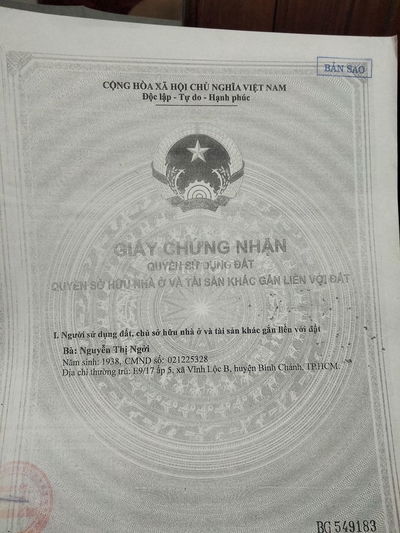 BẢN SAO
CỘNG HÒA XÃ HỘI CHỦ NGHĨA VIỆT NAM
Độc lập - Tự do - Hạnh phúc
GIẤY CHỨNG NHẬN
QUYỀN SỬ DỤNG ĐẤT
QUYỀN SỞ HỮU NHÀ Ở VÀ TÀI SẢN KHÁC GẮN LIỀN VỚI ĐẤT
I. Người sử dụng đất, chủ sở hữu nhà ở và tài sản khác gắn liền với đất
Bà: Nguyễn Thị Ngời
Năm sinh: 1938, CMND số: 021225328
Địa chỉ thường trú: E9/17 ấp 5, xã Vĩnh Lộc B, huyện Bình Chánh, TP.HCM.
BG 549183